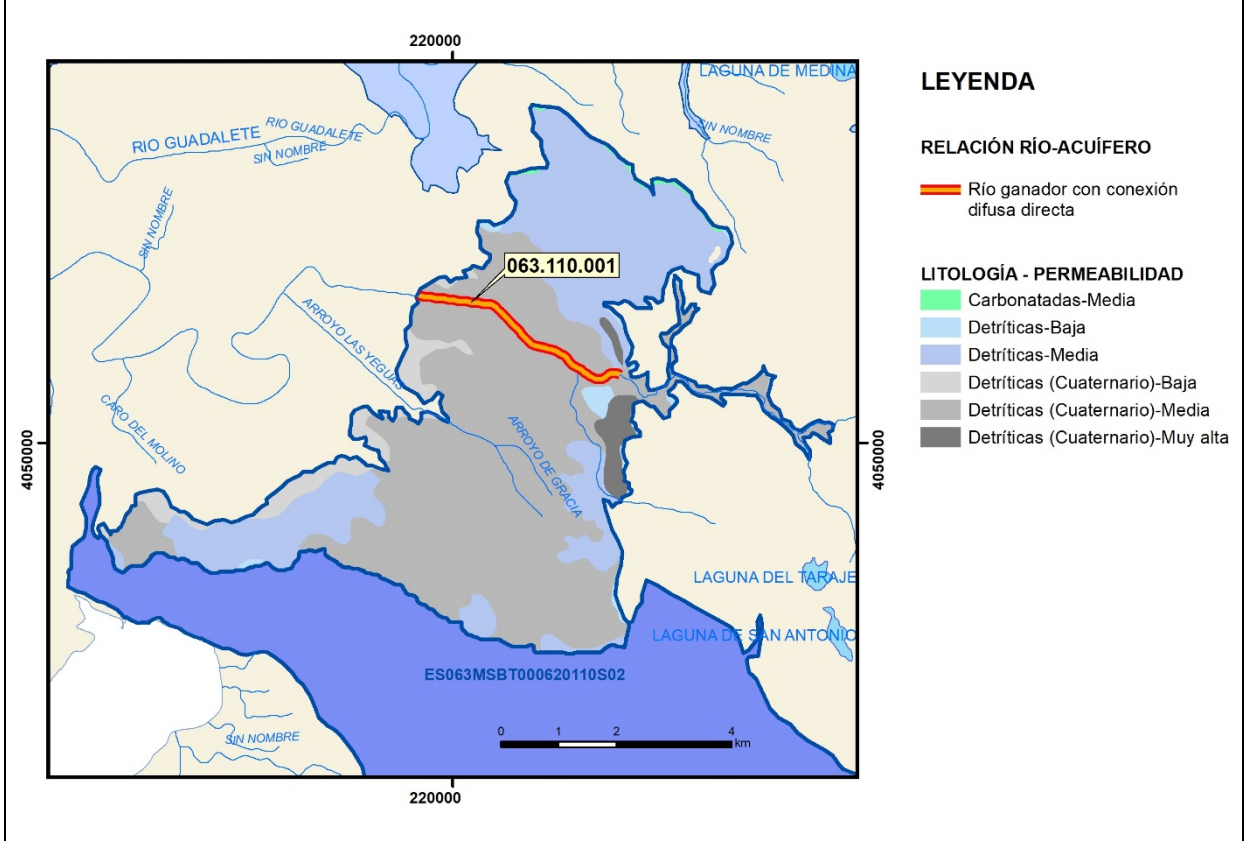 220000
LAGUNA DE MEDINA
RIO GUADALETE
RIO GUADALETE
SIN NOMBRE
SIN NOMBRE
SIN NOMBRE
063.110.001
ARROYO LAS YEGUAS
CAÑO DEL MOLINO
ARROYO DE GRACIA
4050000
4050000
LAGUNA DEL TARAJE
LAGUNA DE SAN ANTONIO
ES063MSBT000620110S02
SIN NOMBRE
0 1 2 4
km
220000
LEYENDA
RELACIÓN RÍO-ACUÍFERO
Río ganador con conexión
difusa directa
LITOLOGÍA - PERMEABILIDAD
Carbonatadas-Media
Detríticas-Baja
Detríticas-Media
Detríticas (Cuaternario)-Baja
Detríticas (Cuaternario)-Media
Detríticas (Cuaternario)-Muy alta